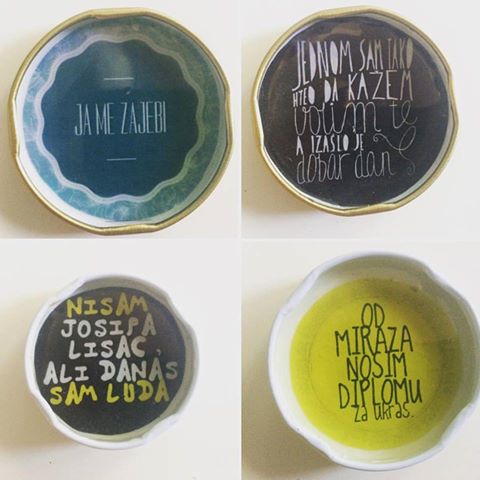 JA ME ZAJEBI
JEDNOM SAM TAKO
HTEO DA KAŽEM
volim te
A IZAŠLO JE
dobar dan
NISAM
JOSIPA
LISAC,
ALI DANAS
SAM LUDA
OD
MIRAZA
NOSIM
DIPLOMU
za ukras.